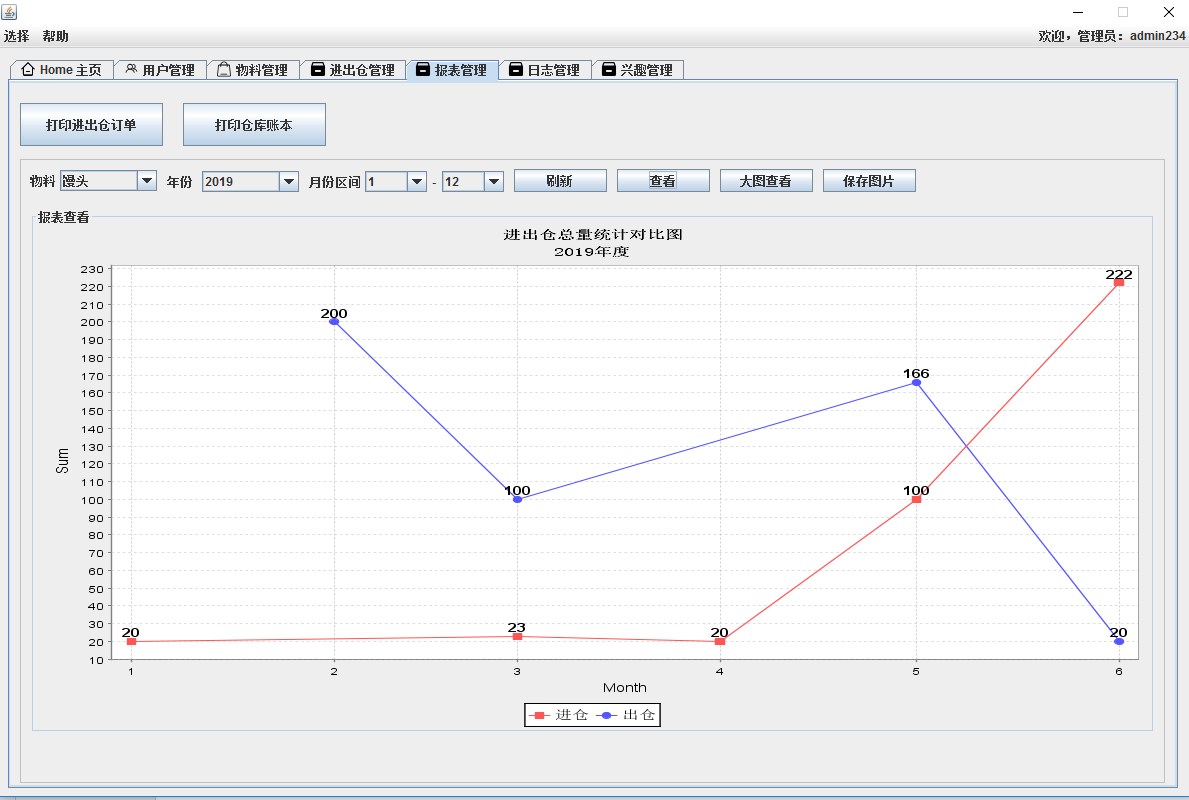 选择 帮助 欢迎，管理员：admin234
Home 主页 用户管理 物料管理 进出仓管理 报表管理 日志管理 兴趣管理
打印进出仓订单 打印仓库账本
物料 馒头 年份 2019 月份区间 1 - 12 刷新 查看 大图查看 保存图片
报表查看
进出仓总量统计对比图
2019年度
230
220
210
200
190
180
170
160
150
140
130
120
110
100
90
80
70
60
50
40
30
20
10
Sum
222
200
166
100
100
20
23
20
20
1 2 3 4 5 6
Month
进仓 出仓